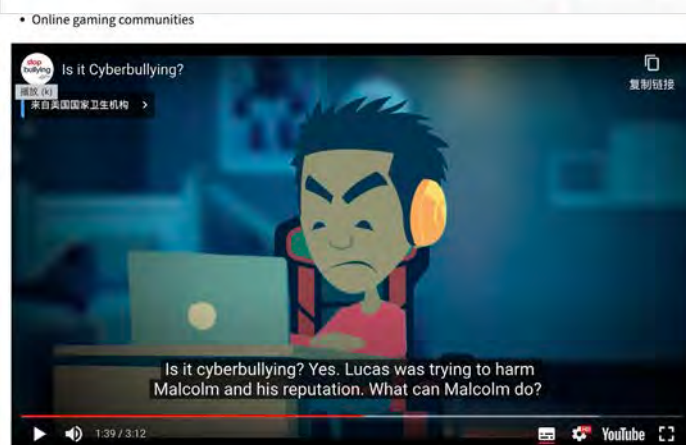 • Online gaming communities
stop
bullying
.gov
Is it Cyberbullying?
复制链接
播放 (k)
来自美国国家卫生机构 >
Is it cyberbullying? Yes. Lucas was trying to harm
Malcolm and his reputation. What can Malcolm do?
1:39 / 3:12
YouTube